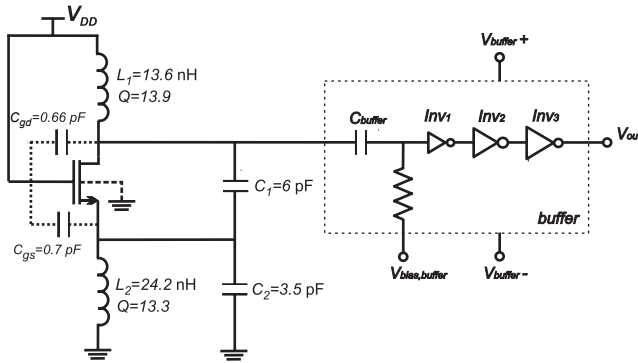 V_DD
L_1=13.6 nH
Q=13.9
C_gd=0.66 pF
C_gs=0.7 pF
L_2=24.2 nH
Q=13.3
C_1=6 pF
C_2=3.5 pF
V_buffer+
C_buffer
Inv_1
Inv_2
Inv_3
V_ou
buffer
V_bias,buffer
V_buffer-